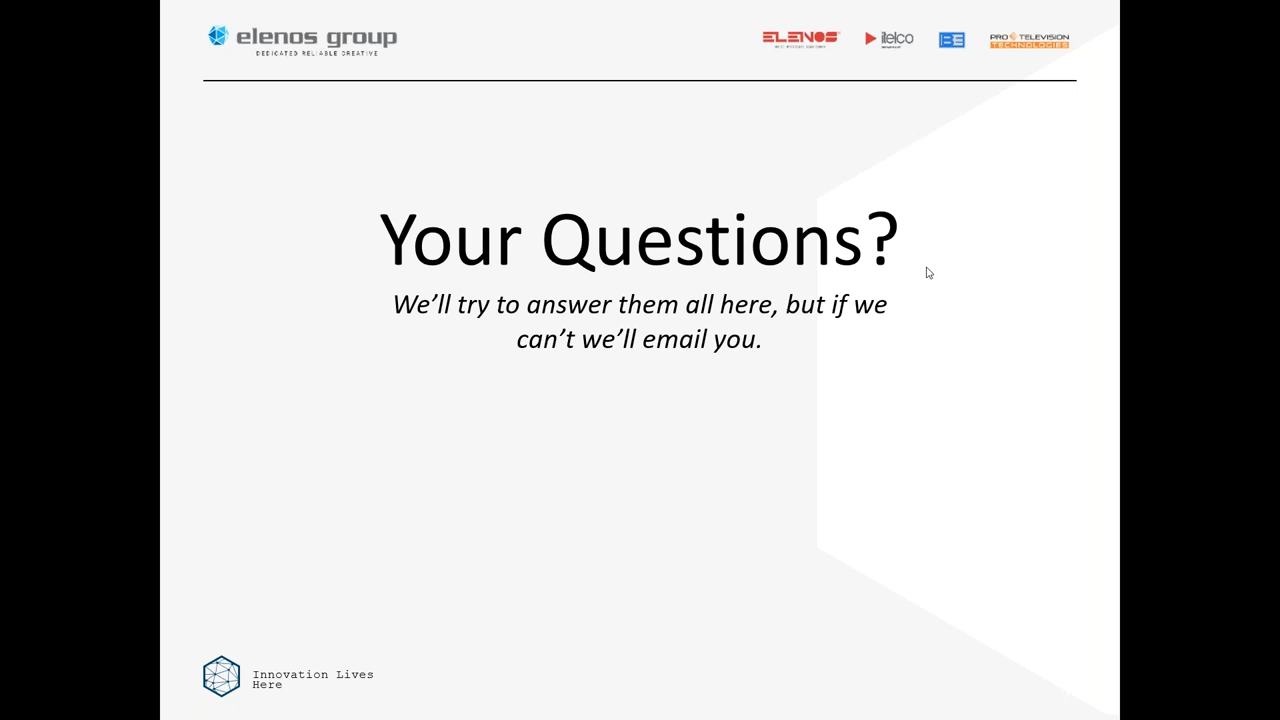 elenos group
DEDICATED RELIABLE CREATIVE
ELENOS
itelco
BE
PRO TELEVISION
TECHNOLOGIES
Your Questions?
We’ll try to answer them all here, but if we
can’t we’ll email you.
Innovation Lives
Here